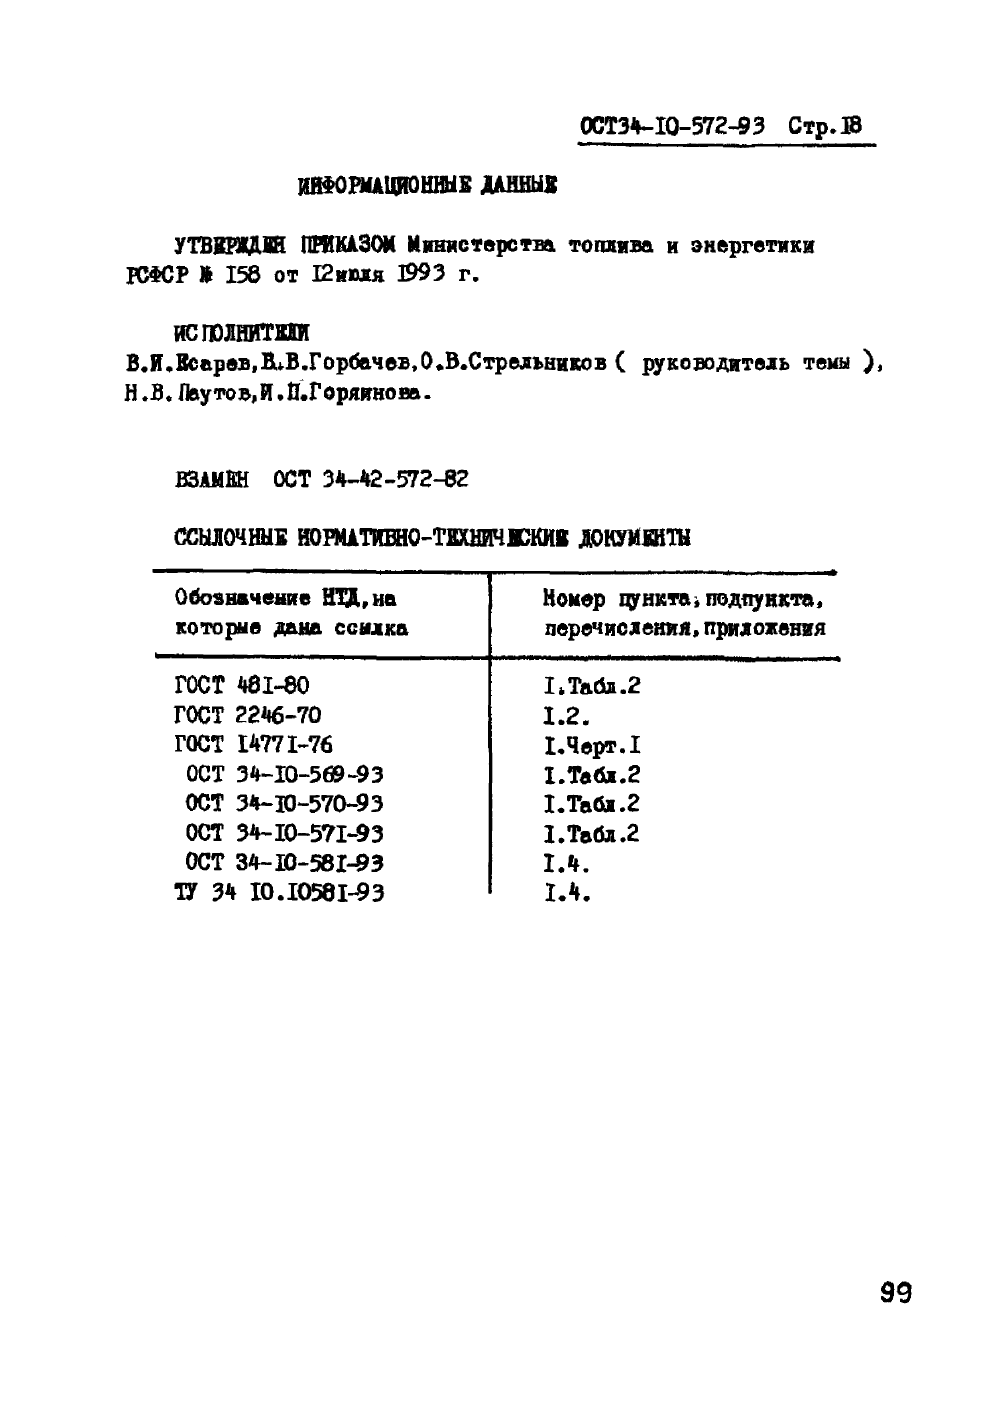 ОСТ34-10-572-93 Стр.18
ИНФОРМАЦИОННЫЕ ДАННЫЕ
УТВЕРЖДЕН ПРИКАЗОМ Министерства топлива и энергетики
РСФСР № 158 от 12июля 1993 г.
ИСПОЛНИТЕЛИ
В.И.Есарев,В.В.Горбачев,О.В.Стрельников ( руководитель темы ),
Н.В.Паутов,И.П.Горяинова.
ВЗАМЕН ОСТ 34-42-572-82
ССЫЛОЧНЫЕ НОРМАТИВНО-ТЕХНИЧЕСКИЕ ДОКУМЕНТЫ
Обозначение НТД,на Номер пункта,подпункта,
которые дана ссылка перечисления,приложения
ГОСТ 481-80 I.Табл.2
ГОСТ 2246-70 I.2.
ГОСТ I477I-76 I.Черт.I
ОСТ 34-I0-569-93 I.Табл.2
ОСТ 34-I0-570-93 I.Табл.2
ОСТ 34-I0-57I-93 I.Табл.2
ОСТ 34-I0-58I-93 I.4.
ТУ 34 I0.I058I-93 I.4.
99